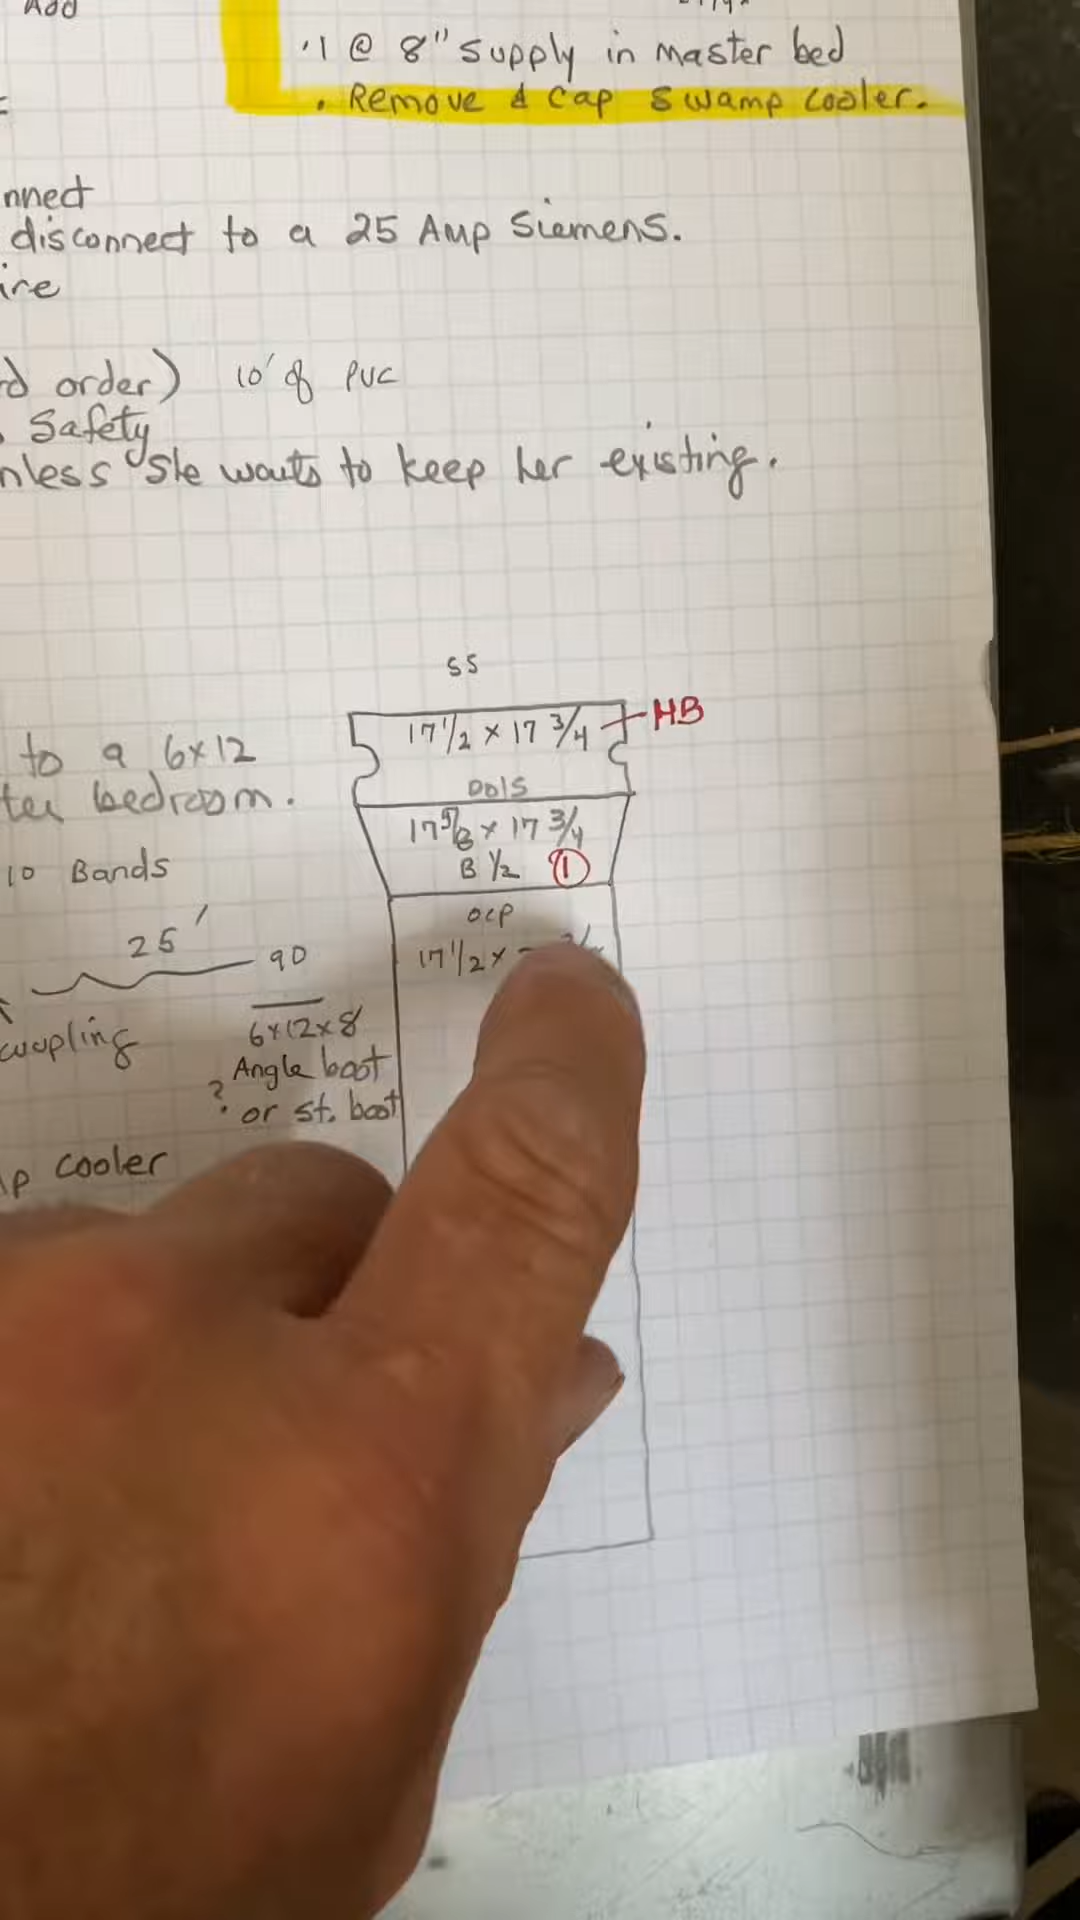 Add
· 1 @ 8" supply in master bed
· Remove & cap swamp cooler.
nnect
disconnect to a 25 Amp Siemens.
ire
d order) 10' of PVC
Safety
nless she wants to keep her existing.
SS
17 1/2 x 17 3/4 HB
to a 6x12
DolS
ter bedroom.
17 5/8 x 17 3/4
10 Bands
B 1/2 1
OCP
25' 90
17 1/2 x
6x12x8
coupling
Angle boot
? or st. boot
p cooler